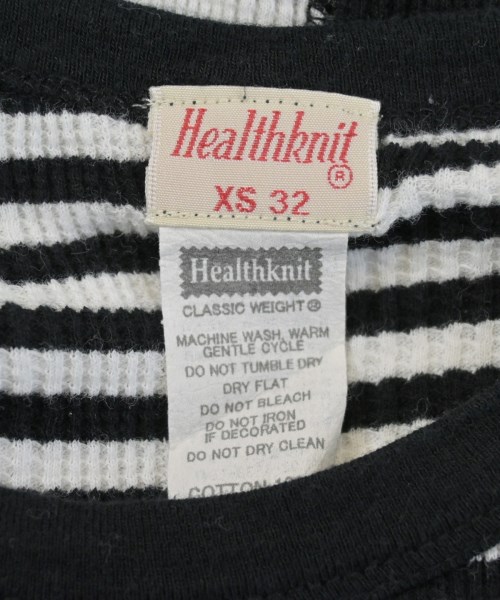 Healthknit
®
XS 32
Healthknit
CLASSIC WEIGHT
MACHINE WASH, WARM
GENTLE CYCLE
DO NOT TUMBLE DRY
DRY FLAT
DO NOT BLEACH
DO NOT IRON
IF DECORATED
DO NOT DRY CLEAN
COTTON